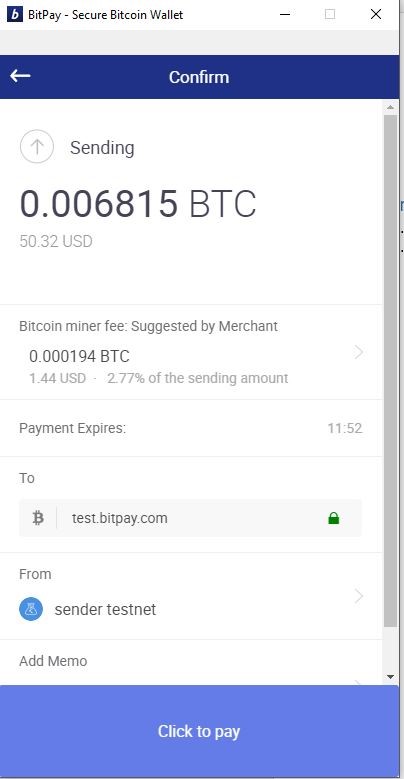 BitPay - Secure Bitcoin Wallet
Confirm
Sending
0.006815 BTC
50.32 USD
Bitcoin miner fee: Suggested by Merchant
0.000194 BTC
1.44 USD · 2.77% of the sending amount
Payment Expires: 11:52
To
test.bitpay.com
From
sender testnet
Add Memo
Click to pay